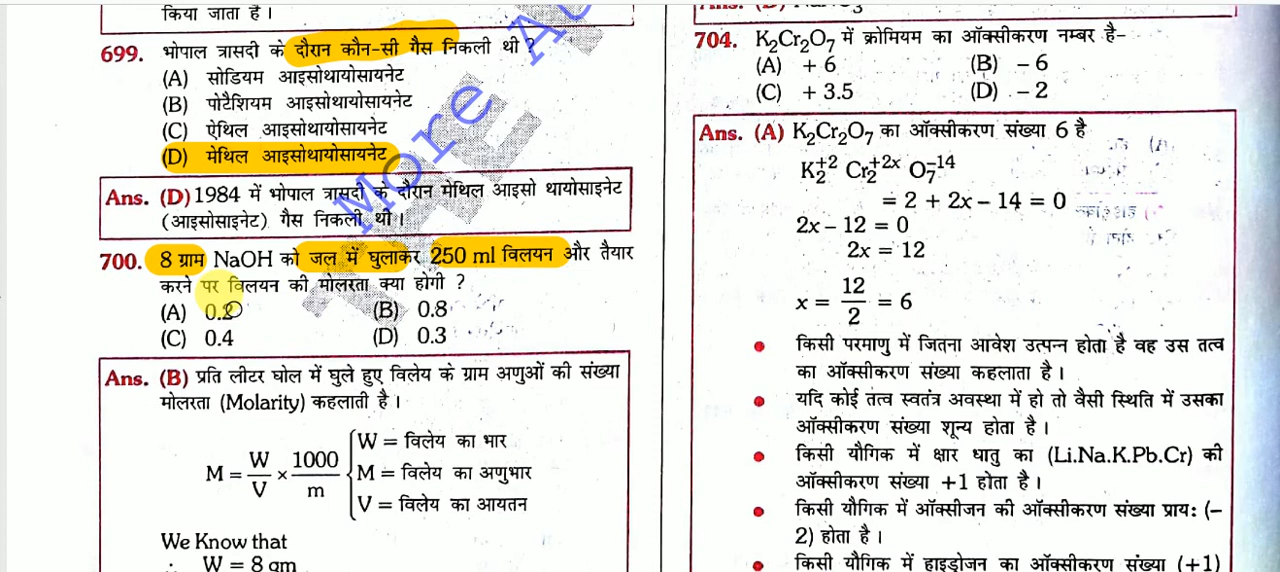 किया जाता है।
699. भोपाल त्रासदी के दौरान कौन-सी गैस निकली थी ?
(A) सोडियम आइसोथायोसायनेट
(B) पोटैशियम आइसोथायोसायनेट
(C) ऐथिल आइसोथायोसायनेट
(D) मेथिल आइसोथायोसायनेट
Ans. (D) 1984 में भोपाल त्रासदी के दौरान मेथिल आइसो थायोसाइनेट
(आइसोसाइनेट) गैस निकली थी।
700. 8 ग्राम NaOH को जल में घुलाकर 250 ml विलयन और तैयार
करने पर विलयन की मोलरता क्या होगी ?
(A) 0.2 (B) 0.8
(C) 0.4 (D) 0.3
Ans. (B) प्रति लीटर घोल में घुले हुए विलेय के ग्राम अणुओं की संख्या
मोलरता (Molarity) कहलाती है।
M = W/V × 1000/m { W = विलेय का भार
M = विलेय का अणुभार
V = विलेय का आयतन
We Know that
∴ W = 8 gm
More
704. K₂Cr₂O₇ में क्रोमियम का ऑक्सीकरण नम्बर है–
(A) + 6 (B) – 6
(C) + 3.5 (D) – 2
Ans. (A) K₂Cr₂O₇ का ऑक्सीकरण संख्या 6 है
K₂⁺² Cr₂⁺²ˣ O₇⁻¹⁴
= 2 + 2x – 14 = 0
2x – 12 = 0
2x = 12
x = 12/2 = 6
• किसी परमाणु में जितना आवेश उत्पन्न होता है वह उस तत्व
का ऑक्सीकरण संख्या कहलाता है।
• यदि कोई तत्व स्वतंत्र अवस्था में हो तो वैसी स्थिति में उसका
ऑक्सीकरण संख्या शून्य होता है।
• किसी यौगिक में क्षार धातु का (Li.Na.K.Pb.Cr) की
ऑक्सीकरण संख्या +1 होता है।
• किसी यौगिक में ऑक्सीजन की ऑक्सीकरण संख्या प्राय: (–
2) होता है।
• किसी यौगिक में हाइड्रोजन का ऑक्सीकरण संख्या (+1)